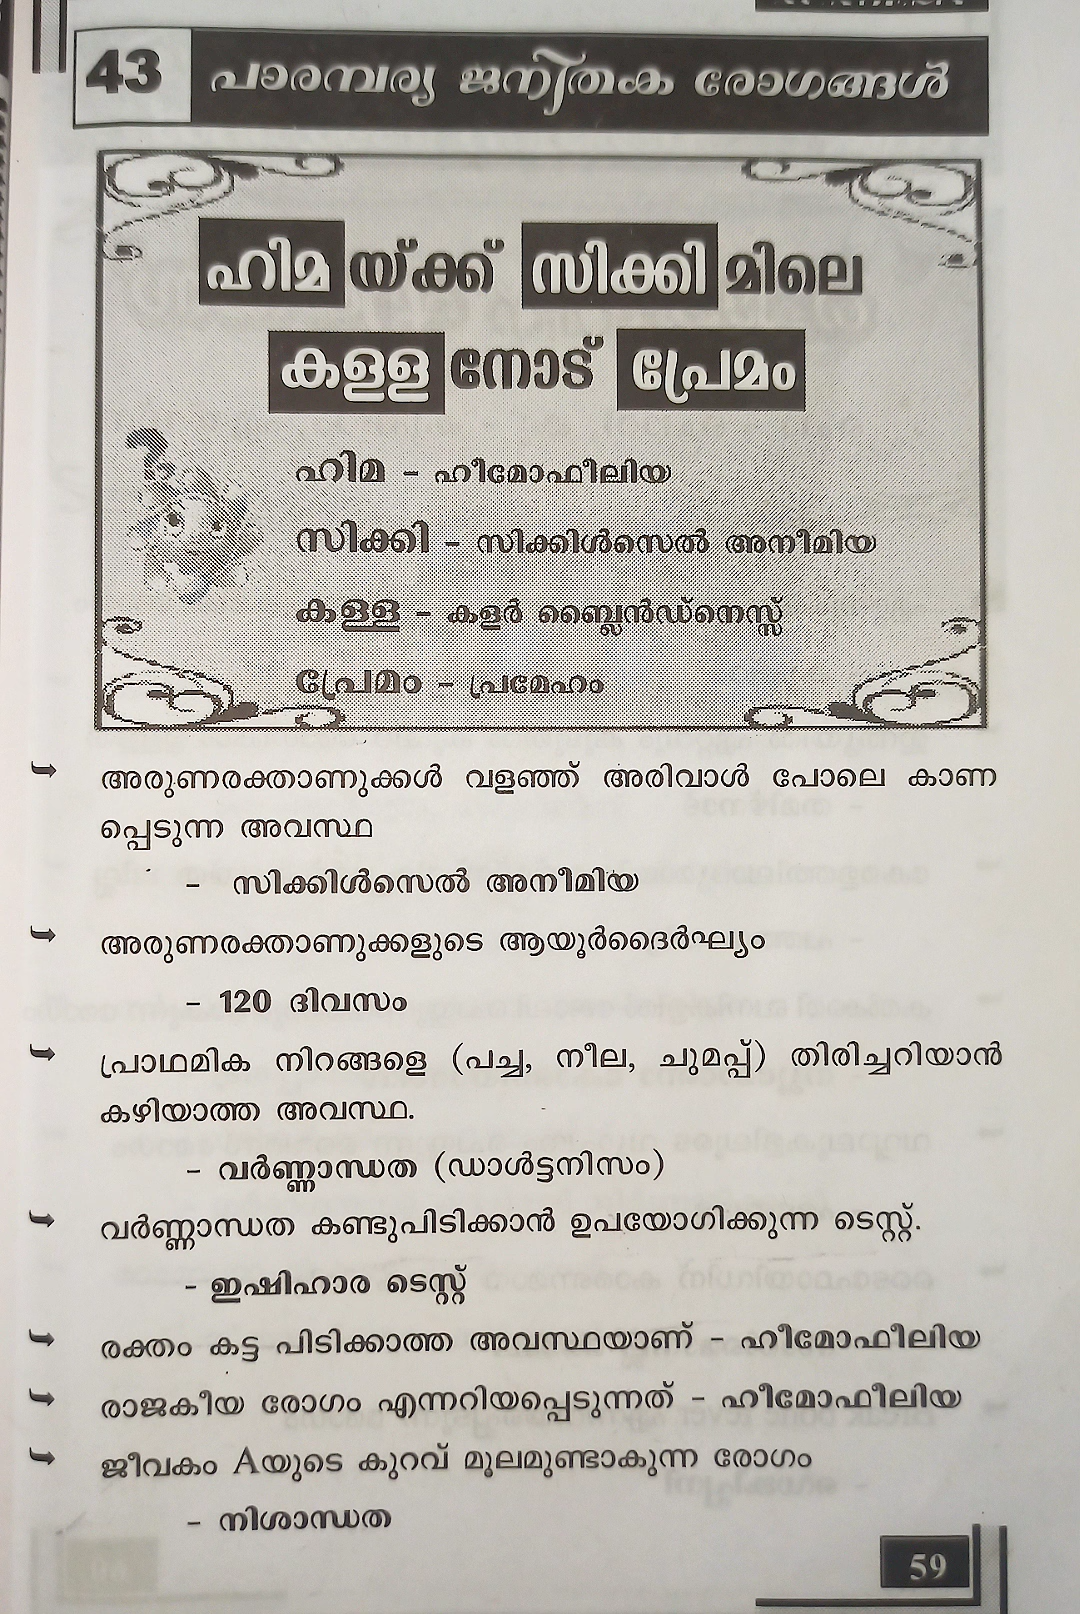 43 പാരമ്പര്യ ജനിതക രോഗങ്ങൾ
ഹിമയ്ക്ക് സിക്കിമിലെ
കള്ളനോട് പ്രേമം
ഹിമ - ഹീമോഫീലിയ
സിക്കി - സിക്കിൾസെൽ അനീമിയ
കള്ള - കളർ ബ്ലൈൻഡ്നെസ്സ്
പ്രേമം - പ്രമേഹം
അരുണരക്താണുക്കൾ വളഞ്ഞ് അരിവാൾ പോലെ കാണ
പ്പെടുന്ന അവസ്ഥ
- സിക്കിൾസെൽ അനീമിയ
അരുണരക്താണുക്കളുടെ ആയൂർദൈർഘ്യം
- 120 ദിവസം
പ്രാഥമിക നിറങ്ങളെ (പച്ച, നീല, ചുമപ്പ്) തിരിച്ചറിയാൻ
കഴിയാത്ത അവസ്ഥ.
- വർണ്ണാന്ധത (ഡാൾട്ടനിസം)
വർണ്ണാന്ധത കണ്ടുപിടിക്കാൻ ഉപയോഗിക്കുന്ന ടെസ്റ്റ്.
- ഇഷിഹാര ടെസ്റ്റ്
രക്തം കട്ട പിടിക്കാത്ത അവസ്ഥയാണ് - ഹീമോഫീലിയ
രാജകീയ രോഗം എന്നറിയപ്പെടുന്നത് - ഹീമോഫീലിയ
ജീവകം Aയുടെ കുറവ് മൂലമുണ്ടാകുന്ന രോഗം
- നിശാന്ധത
59